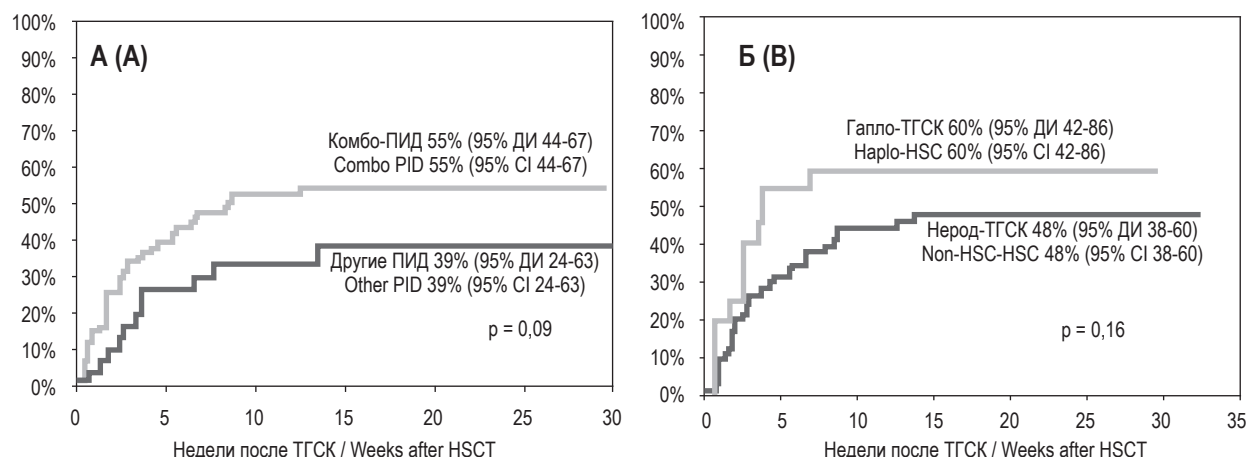 100%
90%
80%
70%
60%
50%
40%
30%
20%
10%
0%
А (A)
Комбо-ПИД 55% (95% ДИ 44-67)
Combo PID 55% (95% CI 44-67)
Другие ПИД 39% (95% ДИ 24-63)
Other PID 39% (95% CI 24-63)
p = 0,09
0 5 10 15 20 25 30
Недели после ТГСК / Weeks after HSCT
100%
90%
80%
70%
60%
50%
40%
30%
20%
10%
0%
Б (B)
Гапло-ТГСК 60% (95% ДИ 42-86)
Haplo-HSC 60% (95% CI 42-86)
Нерод-ТГСК 48% (95% ДИ 38-60)
Non-HSC-HSC 48% (95% CI 38-60)
p = 0,16
0 5 10 15 20 25 30 35
Недели после ТГСК / Weeks after HSCT